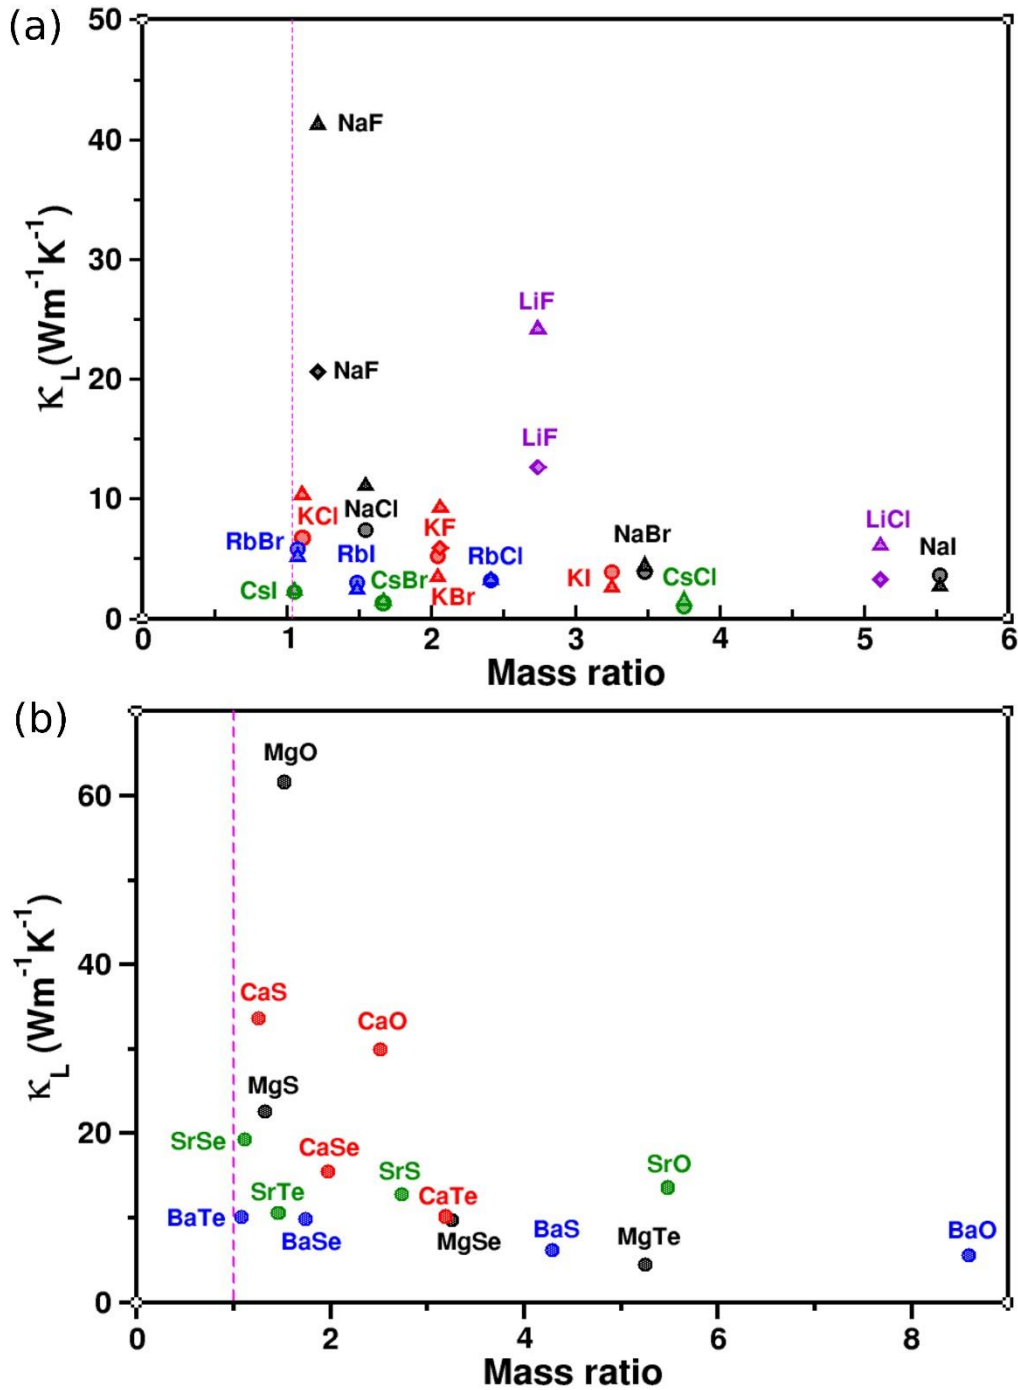 (a)
50
40
30
20
10
0
κL(Wm-1K-1)
NaF
NaF
LiF
LiF
KCl
NaCl
KF
RbBr
RbI
RbCl
NaBr
LiCl
NaI
CsI
CsBr
KBr
KI
CsCl
0 1 2 3 4 5 6
Mass ratio
(b)
60
40
20
0
κL (Wm-1K-1)
MgO
CaS
CaO
MgS
SrSe
CaSe
SrS
SrO
SrTe
CaTe
BaTe
BaSe
MgSe
BaS
MgTe
BaO
0 2 4 6 8
Mass ratio